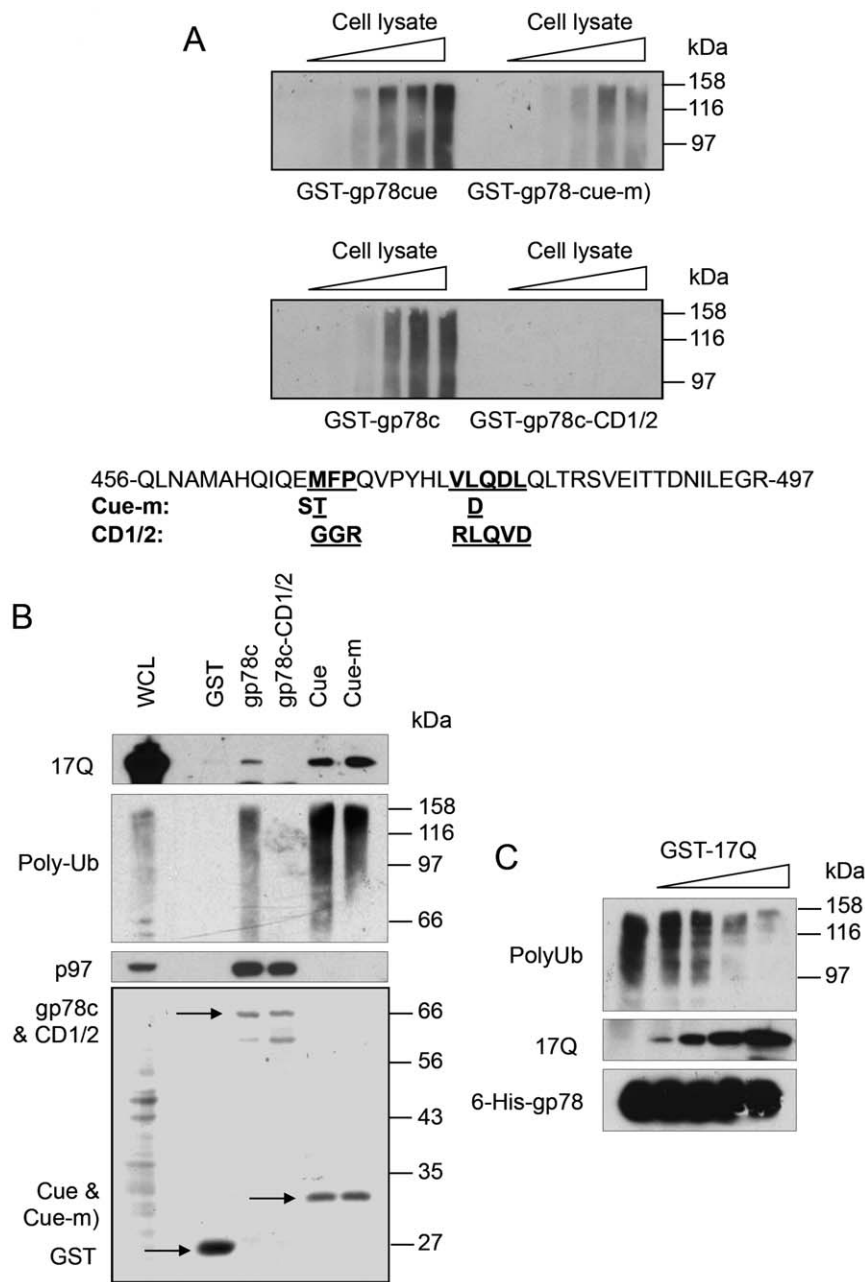 A
Cell lysate Cell lysate
kDa
158
116
97
GST-gp78cue GST-gp78-cue-m)
Cell lysate Cell lysate
kDa
158
116
97
GST-gp78c GST-gp78c-CD1/2
456-QLNAMAHQIQEMFPQVPYHLVLQDLQLTRSVEITTDNILEGR-497
Cue-m: ST D
CD1/2: GGR RLQVD
B
WCL GST gp78c gp78c-CD1/2 Cue Cue-m
kDa
17Q
Poly-Ub
158
116
97
66
p97
gp78c
& CD1/2
66
56
43
35
Cue &
Cue-m)
GST
27
C
GST-17Q
kDa
PolyUb
158
116
97
17Q
6-His-gp78